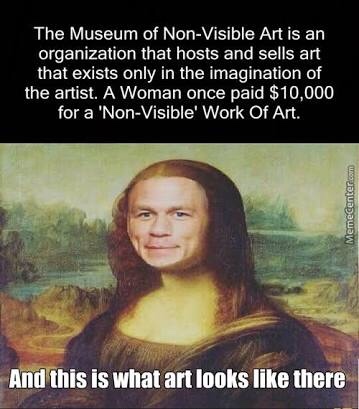 The Museum of Non-Visible Art is an
organization that hosts and sells art
that exists only in the imagination of
the artist. A Woman once paid $10,000
for a 'Non-Visible' Work Of Art.
MemeCenter.com
And this is what art looks like there